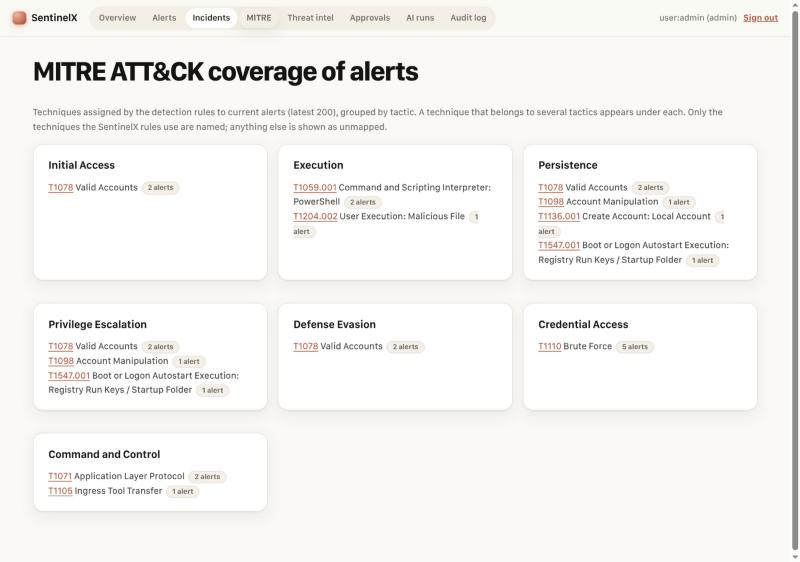 SentinelX Overview Alerts Incidents MITRE Threat intel Approvals AI runs Audit log user:admin (admin) Sign out
MITRE ATT&CK coverage of alerts
Techniques assigned by the detection rules to current alerts (latest 200), grouped by tactic. A technique that belongs to several tactics appears under each. Only the
techniques the SentinelX rules use are named; anything else is shown as unmapped.
Initial Access
T1078 Valid Accounts 2 alerts
Execution
T1059.001 Command and Scripting Interpreter:
PowerShell 2 alerts
T1204.002 User Execution: Malicious File 1
alert
Persistence
T1078 Valid Accounts 2 alerts
T1098 Account Manipulation 1 alert
T1136.001 Create Account: Local Account 1
alert
T1547.001 Boot or Logon Autostart Execution:
Registry Run Keys / Startup Folder 1 alert
Privilege Escalation
T1078 Valid Accounts 2 alerts
T1098 Account Manipulation 1 alert
T1547.001 Boot or Logon Autostart Execution:
Registry Run Keys / Startup Folder 1 alert
Defense Evasion
T1078 Valid Accounts 2 alerts
Credential Access
T1110 Brute Force 5 alerts
Command and Control
T1071 Application Layer Protocol 2 alerts
T1105 Ingress Tool Transfer 1 alert